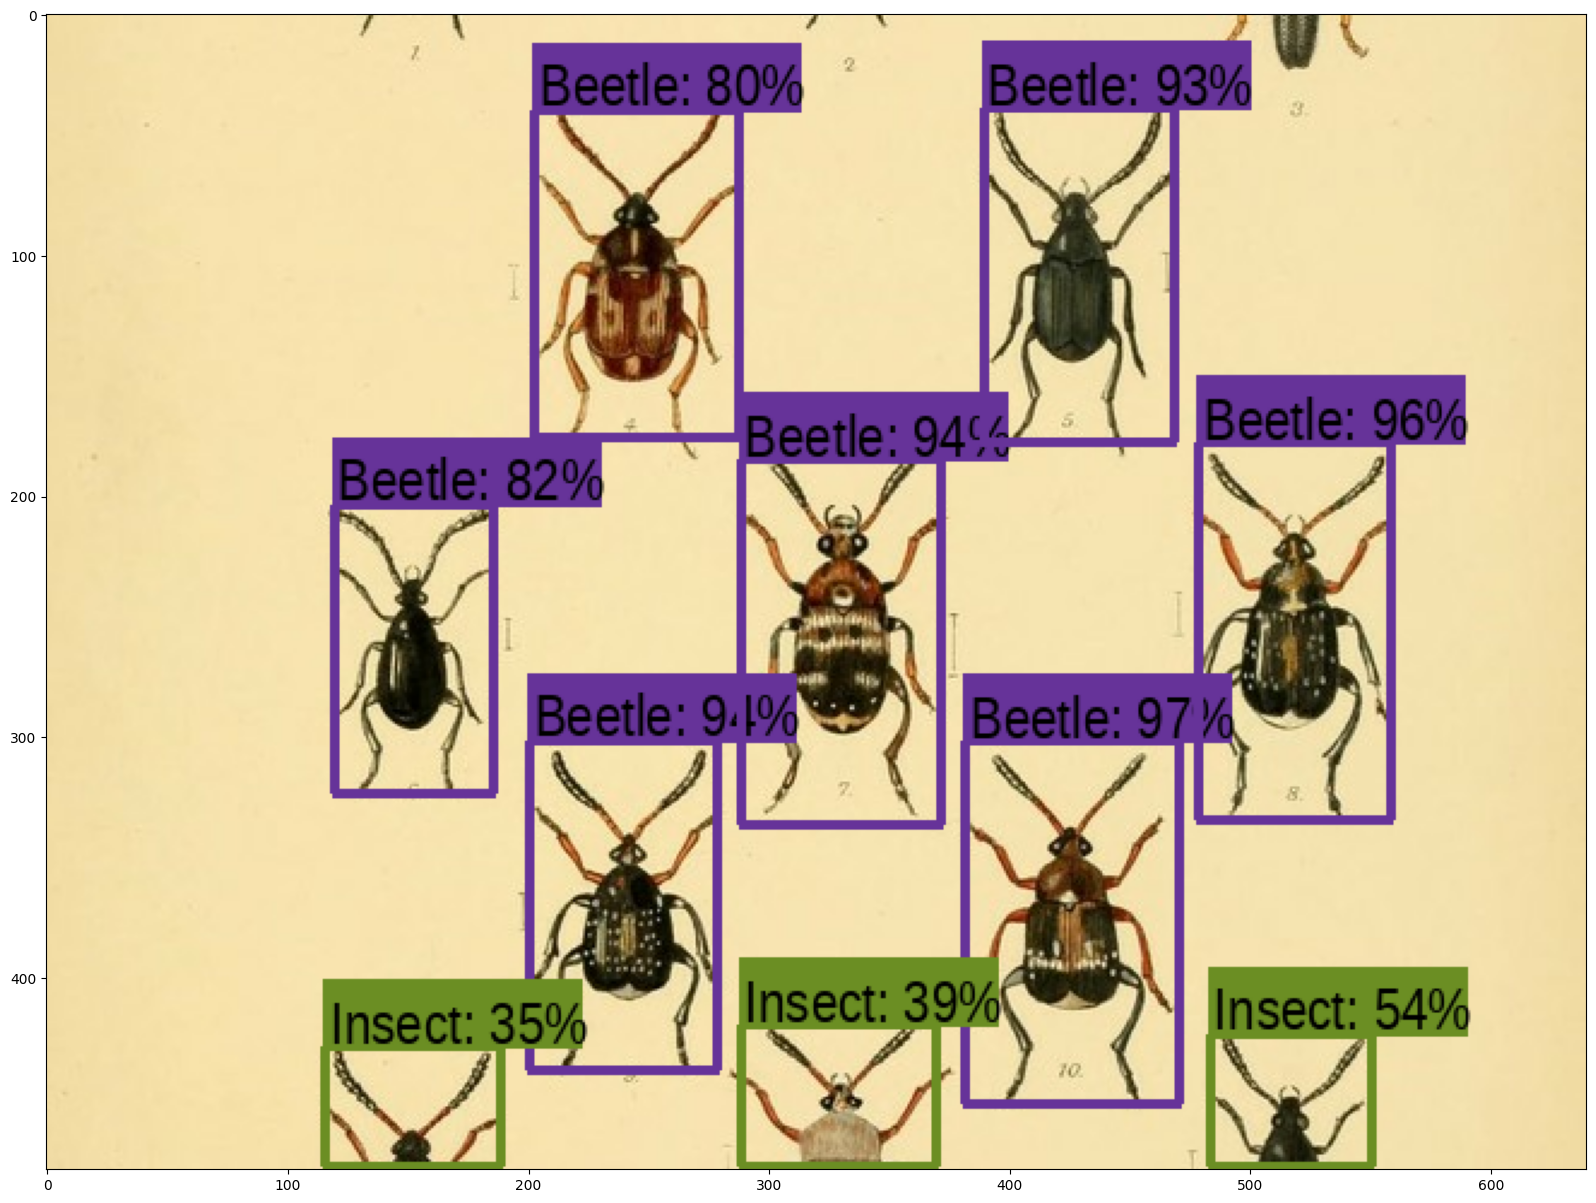 0
100
200
300
400
0
100
200
300
400
500
600
1.
2
3.
Beetle: 80%
Beetle: 93%
4.
5.
Beetle: 82%
Beetle: 94%
Beetle: 96%
7.
8.
Beetle: 94%
Beetle: 97%
10.
Insect: 35%
Insect: 39%
Insect: 54%